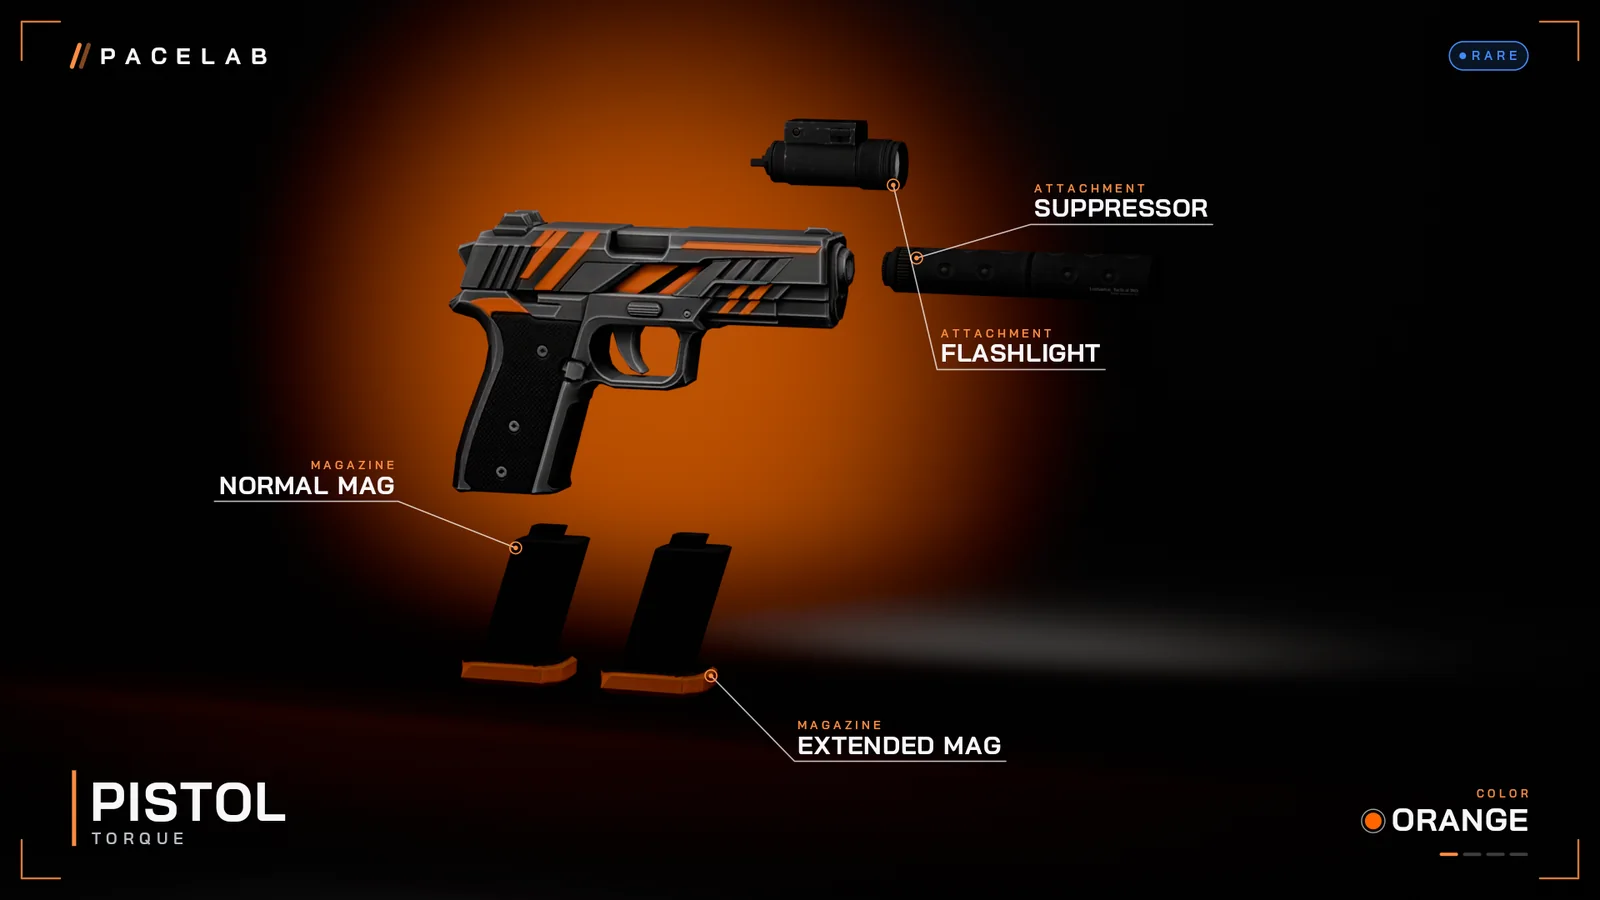 PACELAB
RARE
ATTACHMENT
SUPPRESSOR
ATTACHMENT
FLASHLIGHT
MAGAZINE
NORMAL MAG
MAGAZINE
EXTENDED MAG
PISTOL
TORQUE
COLOR
ORANGE